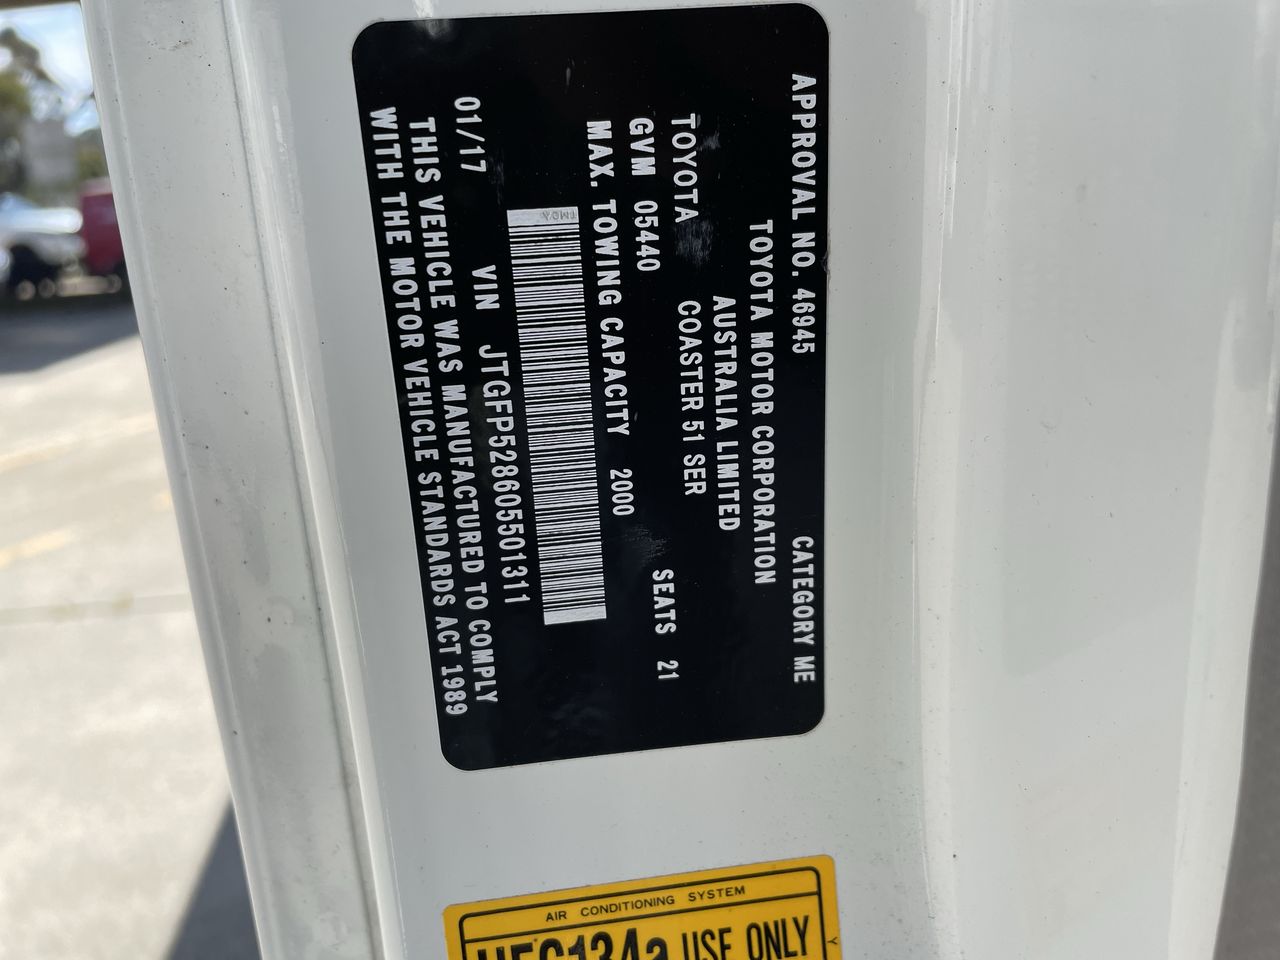 APPROVAL NO. 46945 CATEGORY ME
TOYOTA MOTOR CORPORATION
AUSTRALIA LIMITED
TOYOTA COASTER 51 SER
GVM 05440 SEATS 21
MAX. TOWING CAPACITY 2000
TMCA
01/17 VIN JTGFP528605501311
THIS VEHICLE WAS MANUFACTURED TO COMPLY
WITH THE MOTOR VEHICLE STANDARDS ACT 1989
AIR CONDITIONING SYSTEM
HFC134a USE ONLY